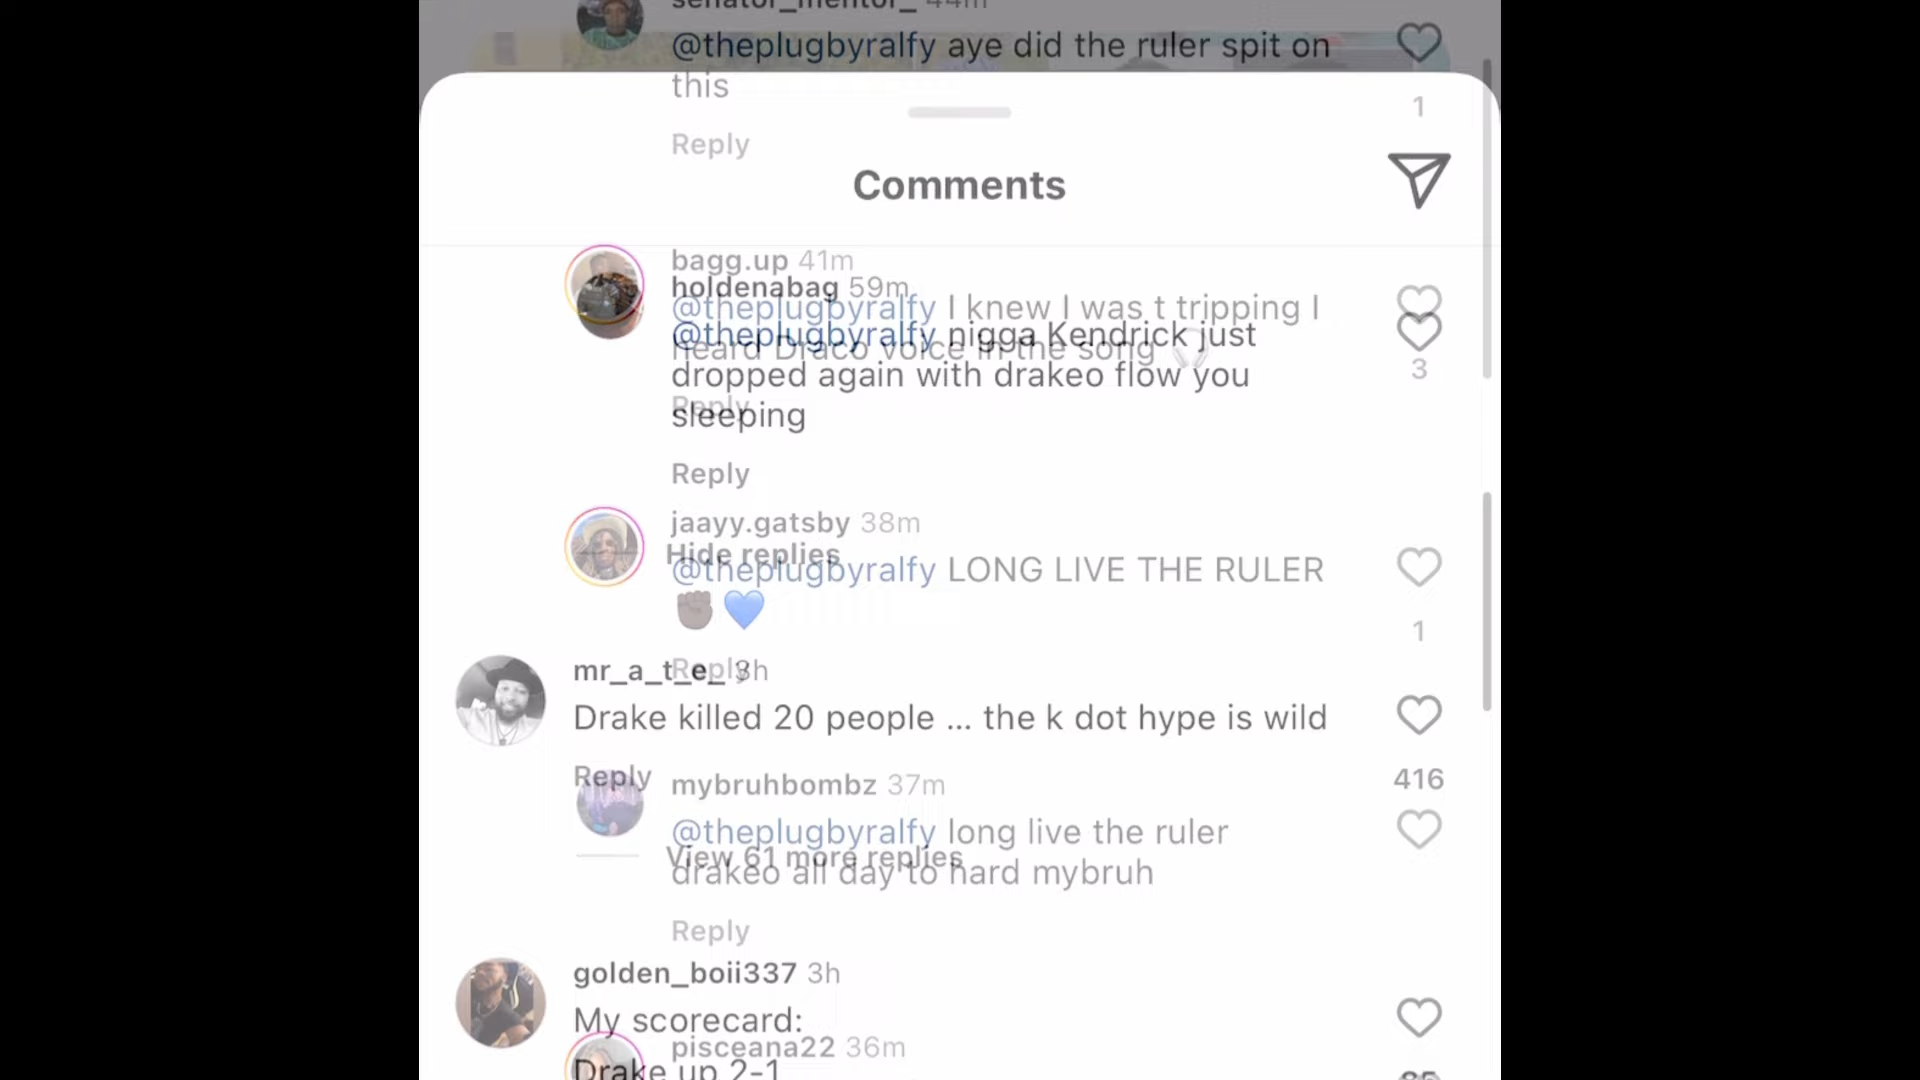 senator_mentor_ 44m
@theplugbyralfy aye did the ruler spit on
this
1
Reply
Comments
bagg.up 41m
holdenabag 59m
@theplugbyralfy I knew I was t tripping I
@theplugbyralfy nigga Kendrick just
heard Draco voice in the song
dropped again with drakeo flow you
3
Reply
sleeping
Reply
jaayy.gatsby 38m
Hide replies
@theplugbyralfy LONG LIVE THE RULER
✊🏿💙
1
Reply
mr_a_t_e_ 3h
Drake killed 20 people ... the k dot hype is wild
Reply
416
mybruhbombz 37m
@theplugbyralfy long live the ruler
View 61 more replies
drakeo all day to hard mybruh
Reply
golden_boii337 3h
My scorecard:
pisceana22 36m
Drake up 2-1